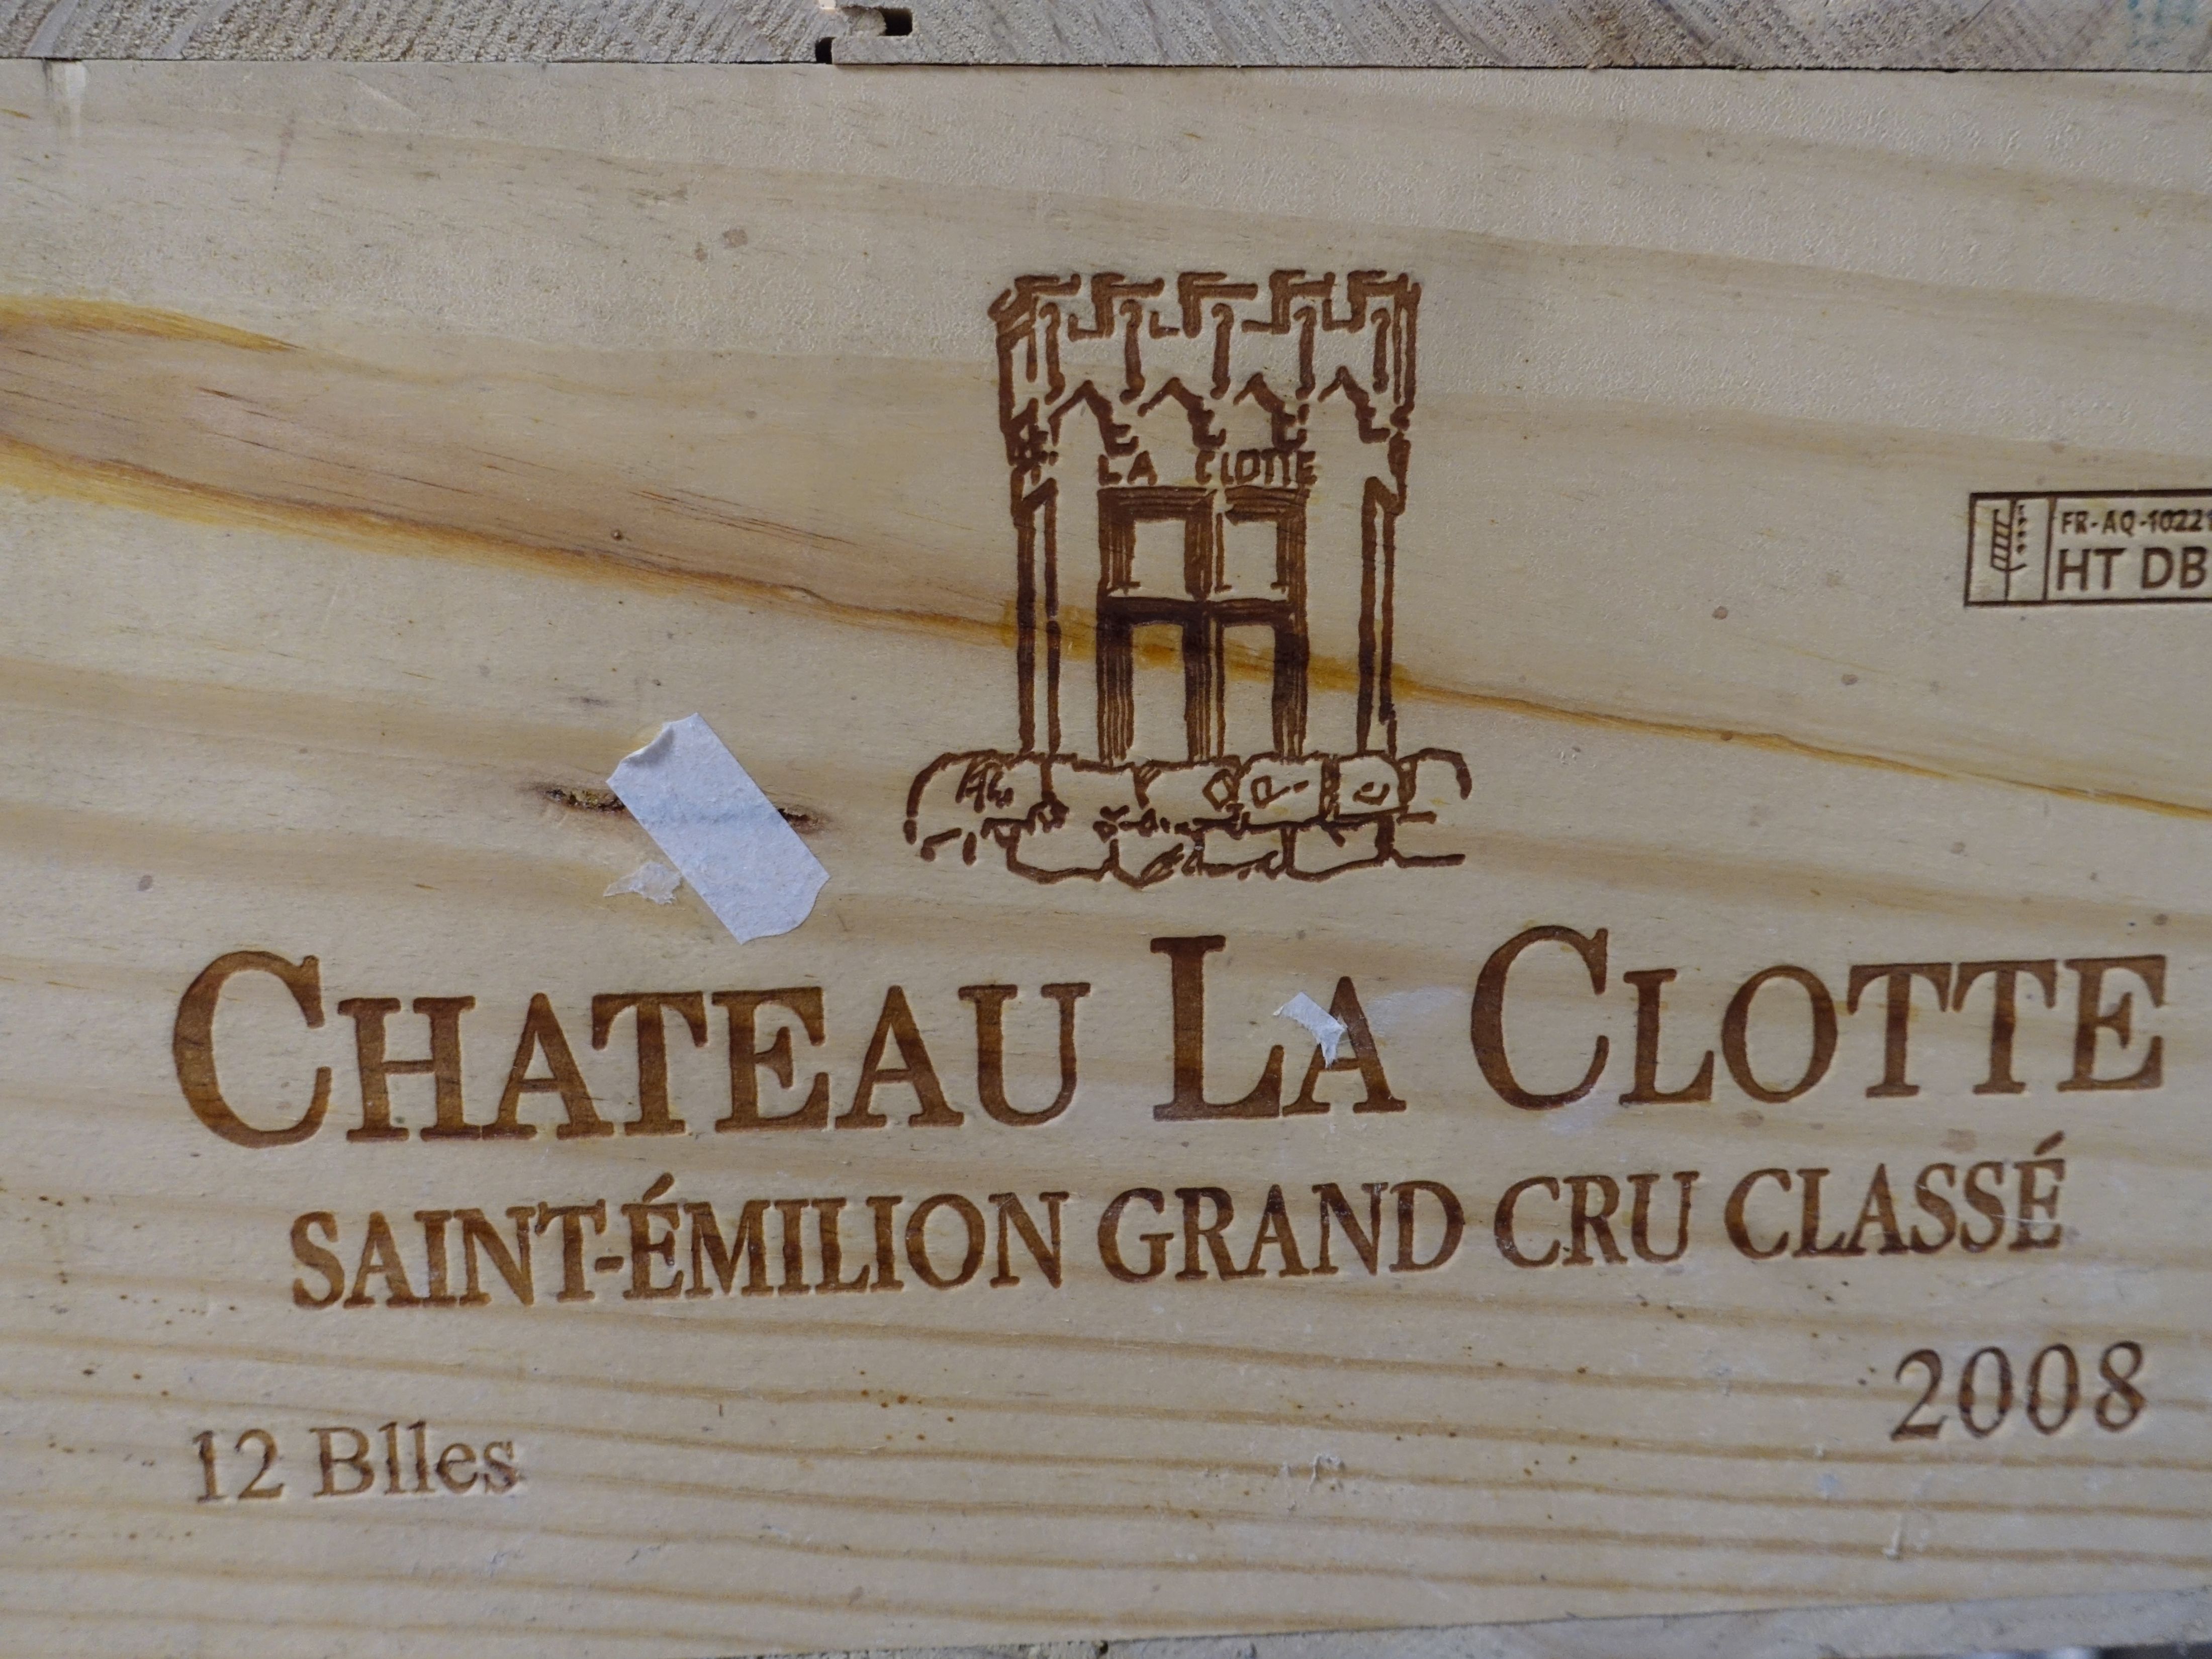 LA CLOTTE
FR-AQ-10221
HT DB
CHATEAU LA CLOTTE
SAINT-ÉMILION GRAND CRU CLASSÉ
2008
12 Blles